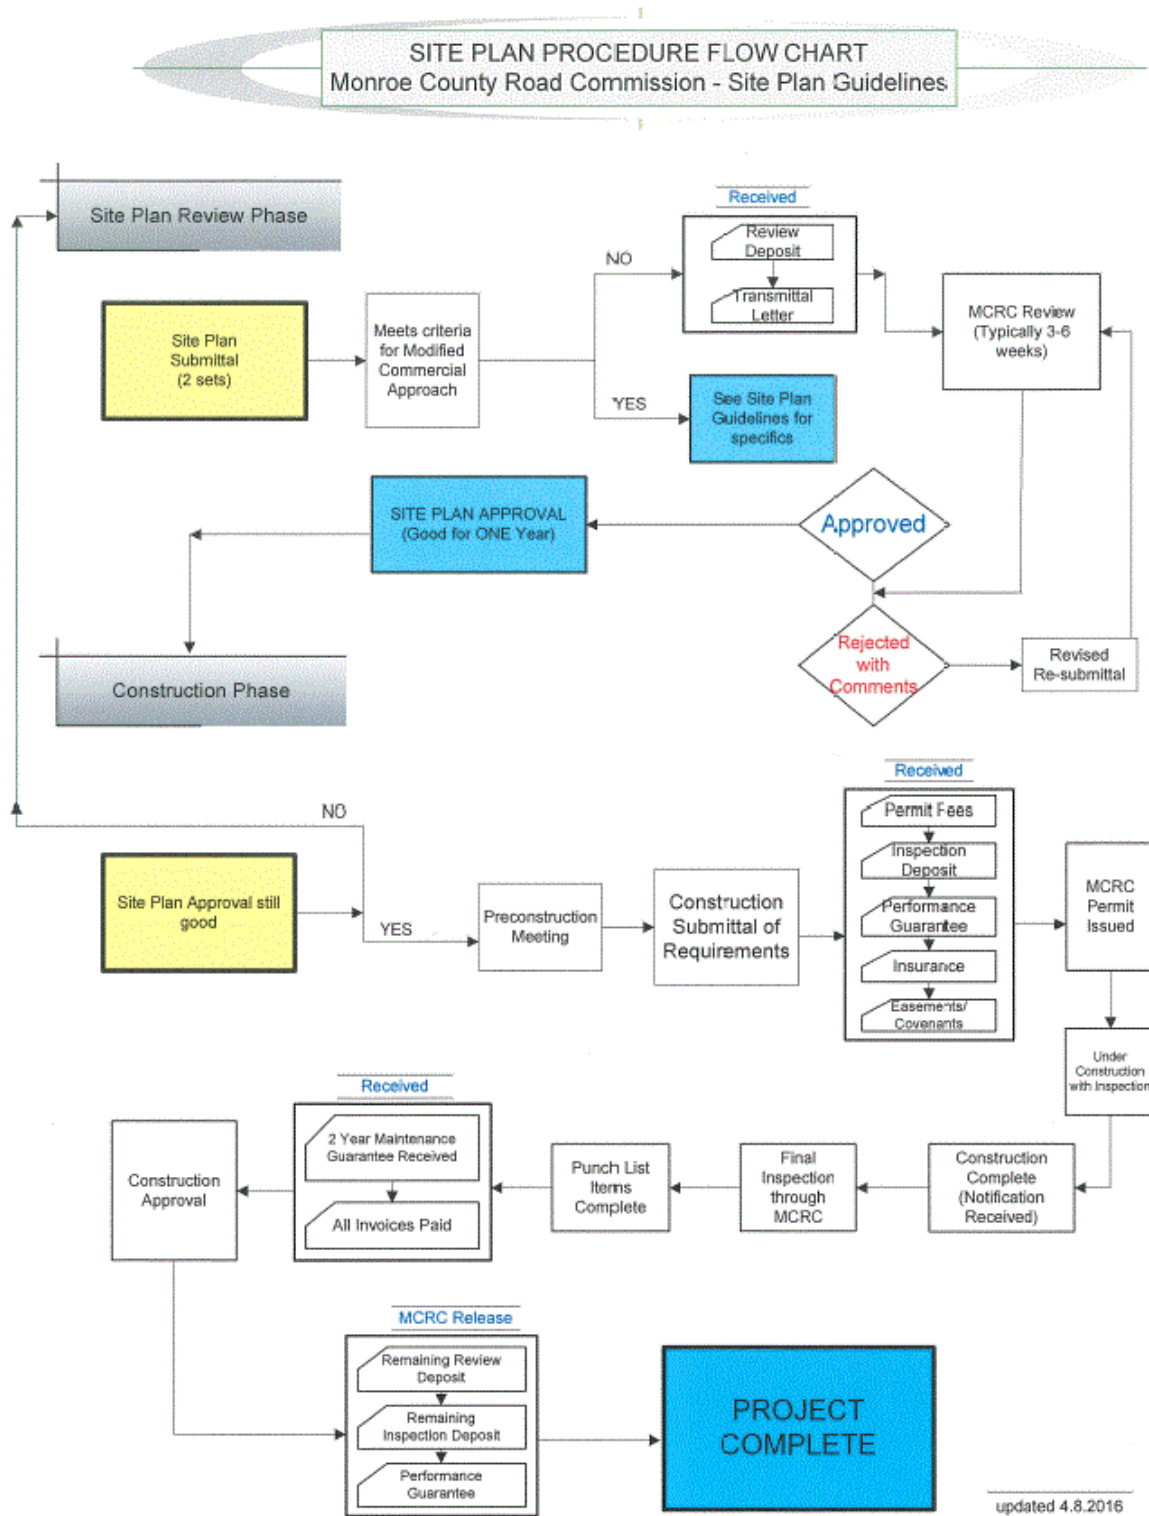 SITE PLAN PROCEDURE FLOW CHART
Monroe County Road Commission - Site Plan Guidelines
Site Plan Review Phase
Received
Review
Deposit
Transmittal
Letter
NO
YES
Site Plan
Submittal
(2 sets)
Meets criteria
for Modified
Commercial
Approach
MCRC Review
(Typically 3-6
weeks)
See Site Plan
Guidelines for
specifics
SITE PLAN APPROVAL
(Good for ONE Year)
Approved
Rejected
with
Comments
Revised
Re-submittal
Construction Phase
NO
Site Plan Approval still
good
YES
Preconstruction
Meeting
Construction
Submittal of
Requirements
Received
Permit Fees
Inspection
Deposit
Performance
Guarantee
Insurance
Easements/
Covenants
MCRC
Permit
Issued
Under
Construction
with Inspection
Construction
Complete
(Notification
Received)
Final
Inspection
through
MCRC
Punch List
Items
Complete
Received
2 Year Maintenance
Guarantee Received
All Invoices Paid
Construction
Approval
MCRC Release
Remaining Review
Deposit
Remaining
Inspection Deposit
Performance
Guarantee
PROJECT
COMPLETE
updated 4.8.2016